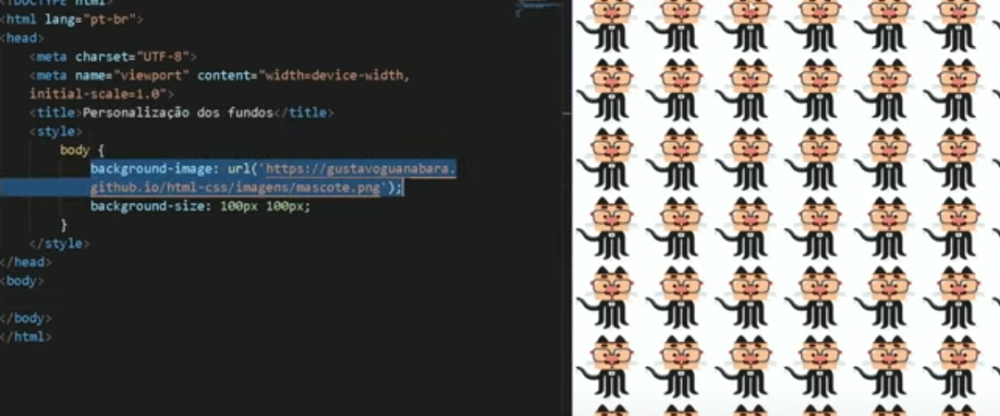 <!DOCTYPE html>
<html lang="pt-br">
<head>
<meta charset="UTF-8">
<meta name="viewport" content="width=device-width,
initial-scale=1.0">
<title>Personalização dos fundos</title>
<style>
body {
background-image: url('https://gustavoguanabara.
github.io/html-css/imagens/mascote.png');
background-size: 100px 100px;
}
</style>
</head>
<body>
</body>
</html>